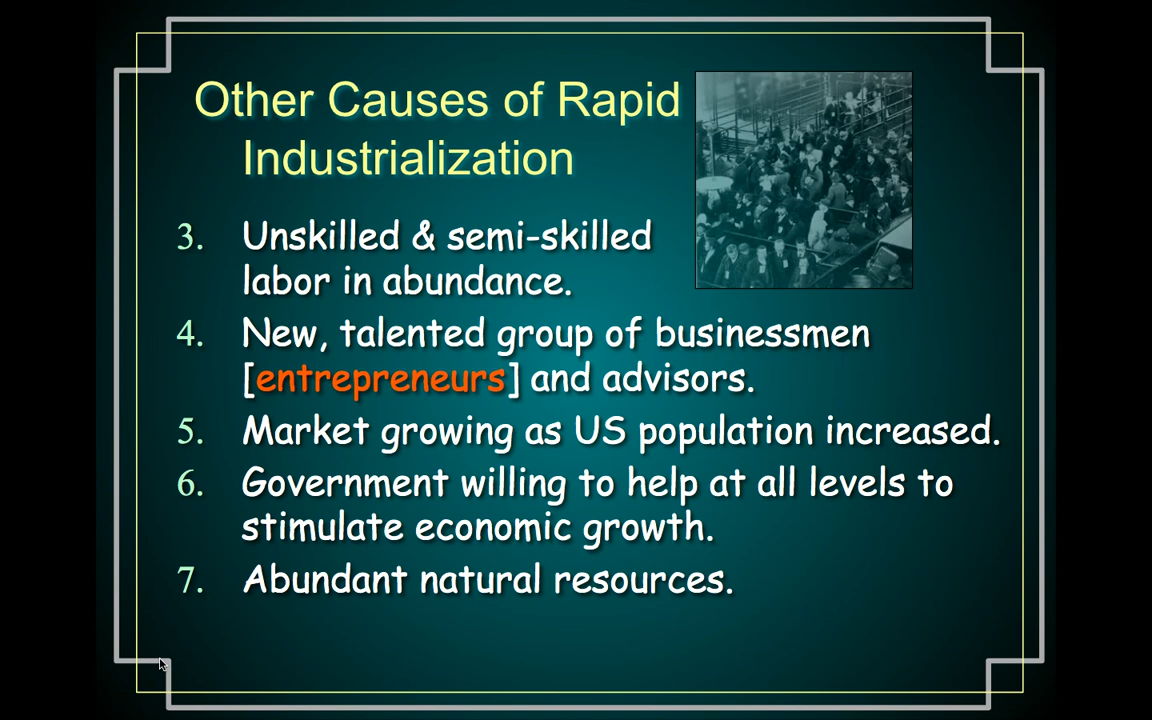 Other Causes of Rapid
Industrialization
3. Unskilled & semi-skilled
labor in abundance.
4. New, talented group of businessmen
[entrepreneurs] and advisors.
5. Market growing as US population increased.
6. Government willing to help at all levels to
stimulate economic growth.
7. Abundant natural resources.